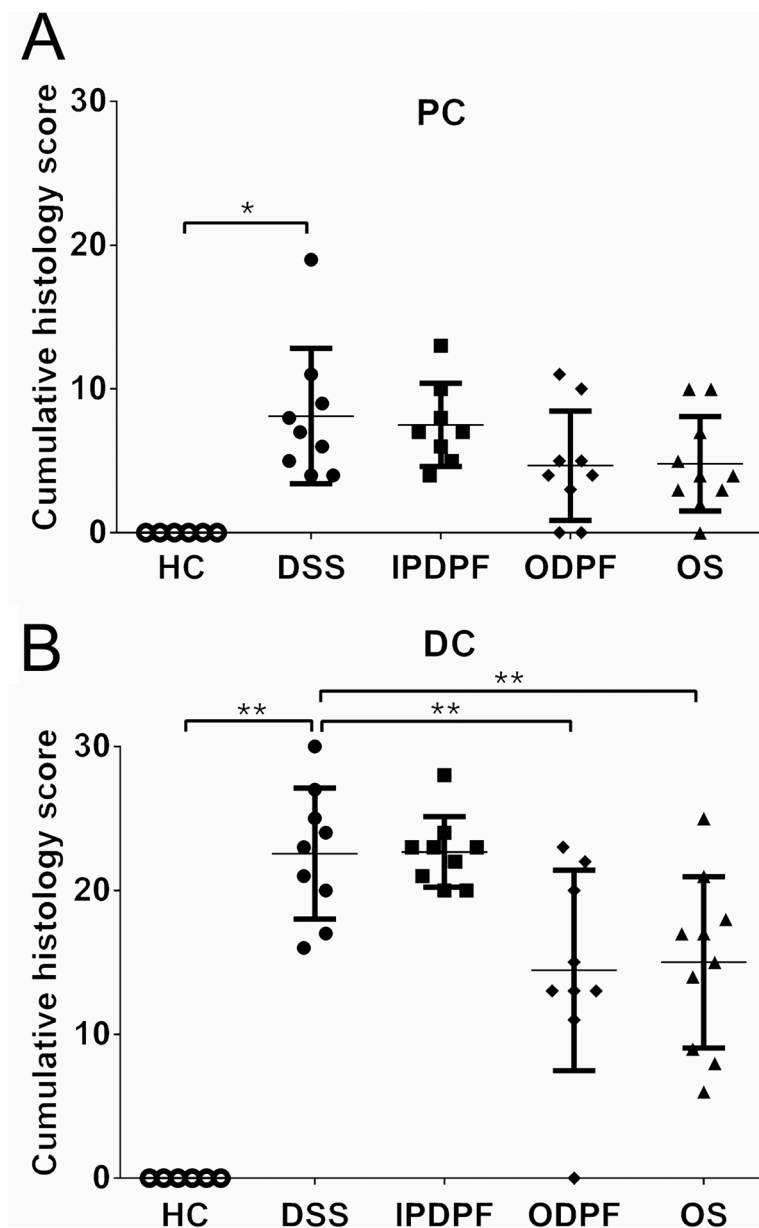 A
PC
Cumulative histology score
30
20
10
0
*
HC DSS IPDPF ODPF OS
B
DC
Cumulative histology score
30
20
10
0
**
**
**
HC DSS IPDPF ODPF OS